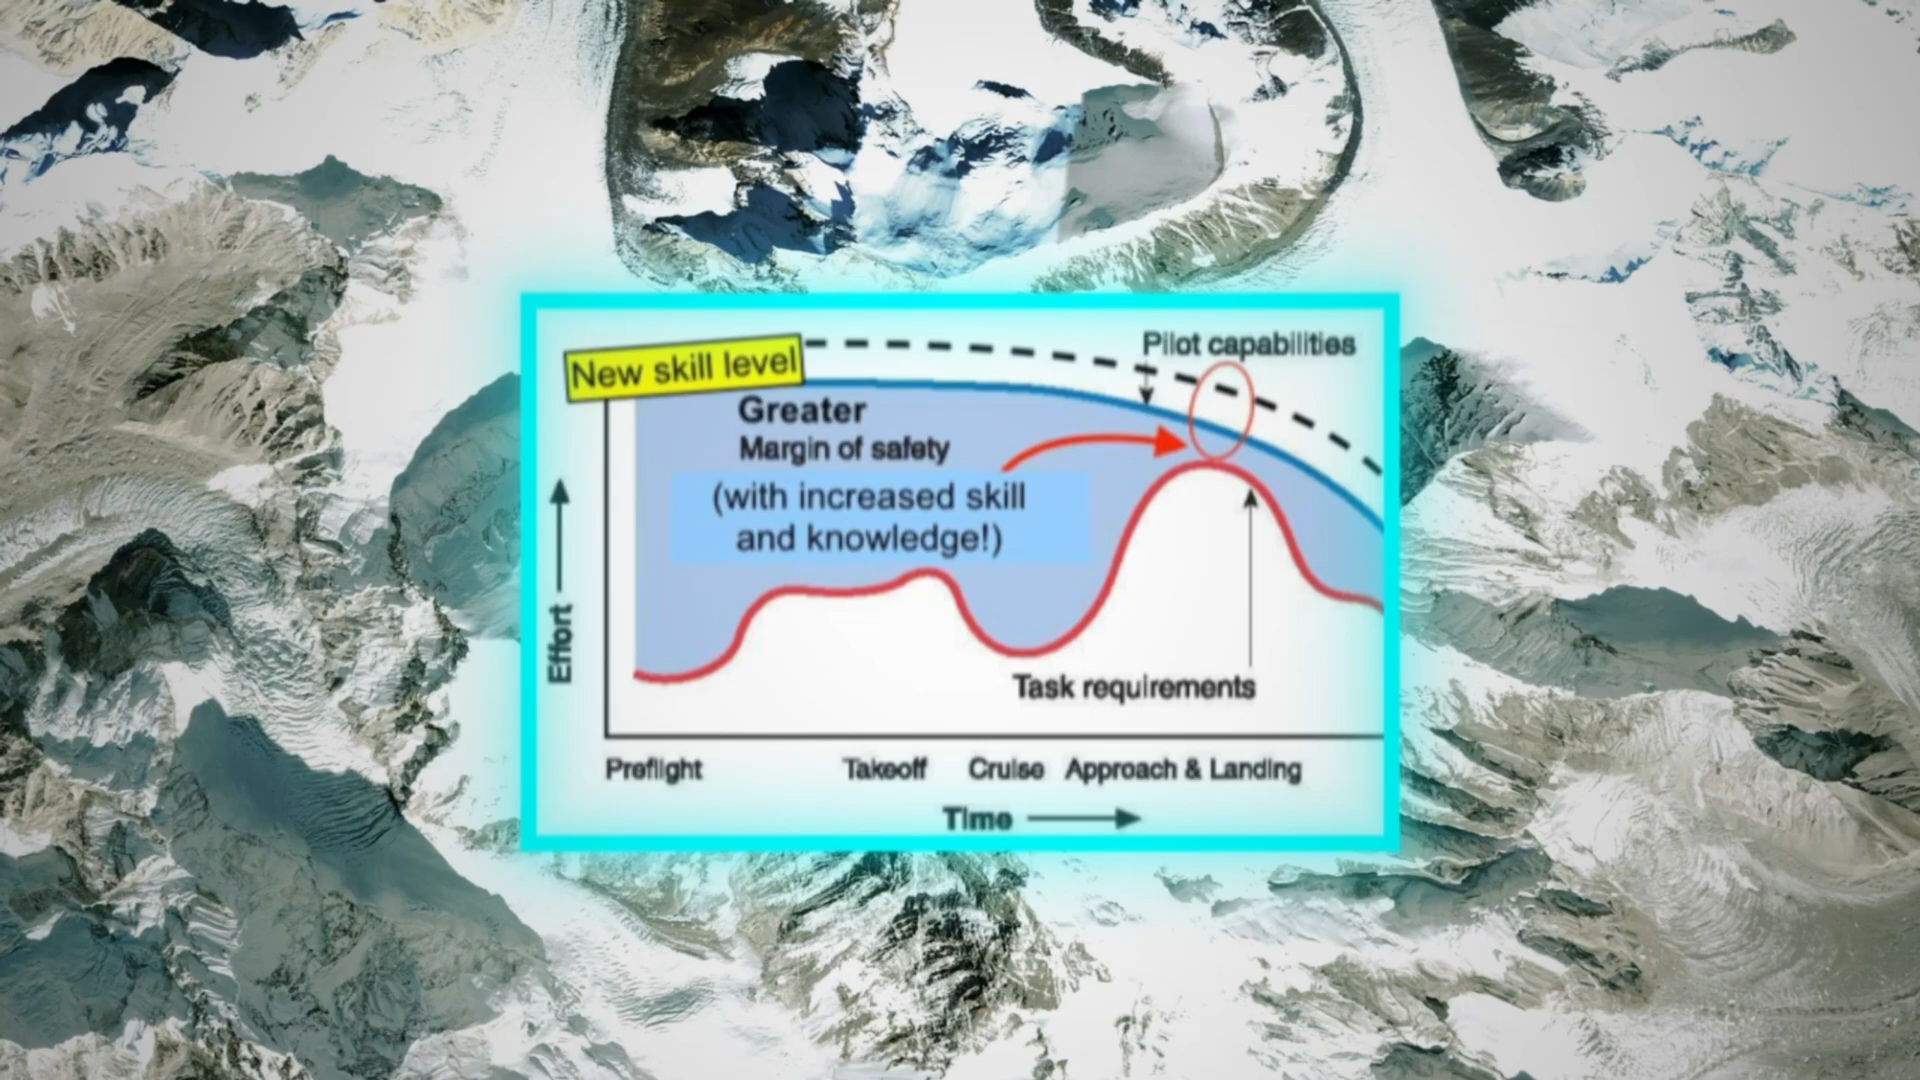 New skill level
Pilot capabilities
Greater
Margin of safety
(with increased skill
and knowledge!)
Effort
Task requirements
Preflight
Takeoff
Cruise
Approach & Landing
Time